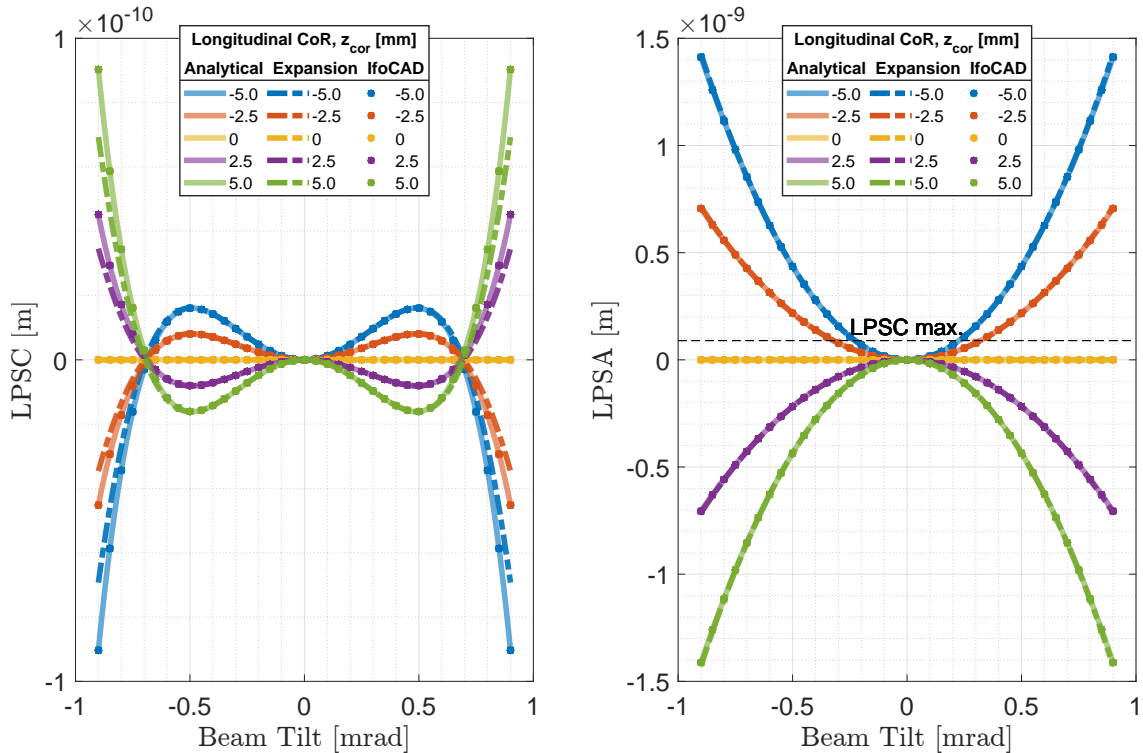 ×10-10
1
0
-1
LPSC [m]
Longitudinal CoR, zcor [mm]
Analytical Expansion IfoCAD
-5.0 -5.0 -5.0
-2.5 -2.5 -2.5
0 0 0
2.5 2.5 2.5
5.0 5.0 5.0
-1 -0.5 0 0.5 1
Beam Tilt [mrad]
×10-9
1.5
1
0.5
0
-0.5
-1
-1.5
LPSA [m]
Longitudinal CoR, zcor [mm]
Analytical Expansion IfoCAD
-5.0 -5.0 -5.0
-2.5 -2.5 -2.5
0 0 0
2.5 2.5 2.5
5.0 5.0 5.0
LPSC max.
-1 -0.5 0 0.5 1
Beam Tilt [mrad]